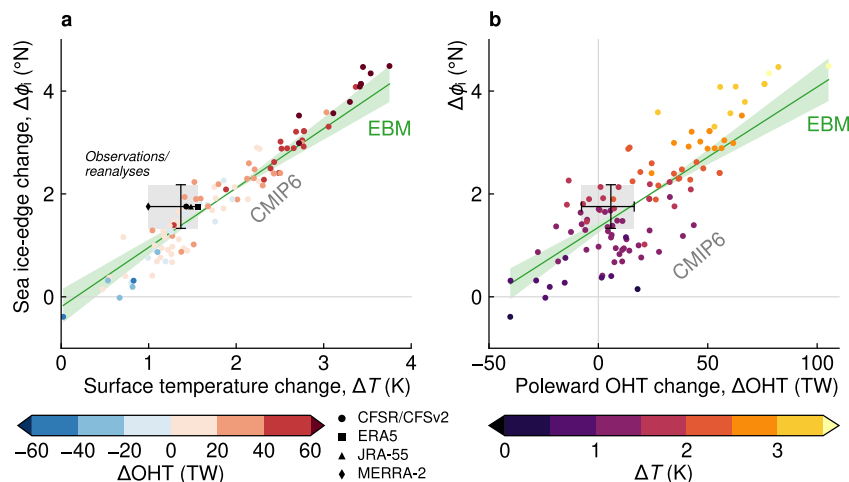 a
Sea ice-edge change, Δϕi (°N)
4
2
0
Observations/
reanalyses
EBM
CMIP6
0 1 2 3 4
Surface temperature change, ΔT (K)
−60 −40 −20 0 20 40 60
ΔOHT (TW)
CFSR/CFSv2
ERA5
JRA-55
MERRA-2
b
Δϕi (°N)
4
2
0
EBM
CMIP6
−50 0 50 100
Poleward OHT change, ΔOHT (TW)
0 1 2 3
ΔT (K)